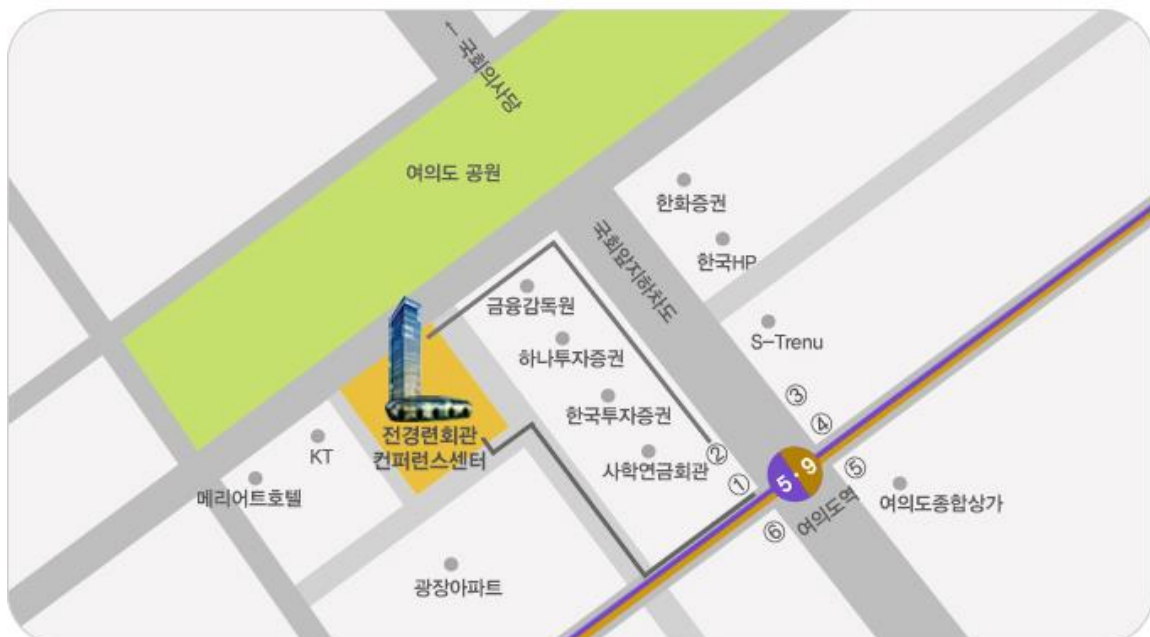 ← 국회의사당
여의도 공원
한화증권
국회앞지하차도
한국HP
금융감독원
S-Trenu
하나투자증권
③
한국투자증권
④
전경련회관
컨퍼런스센터
KT
②
사학연금회관
①
5·9
⑤
메리어트호텔
여의도종합상가
여의도역
⑥
광장아파트